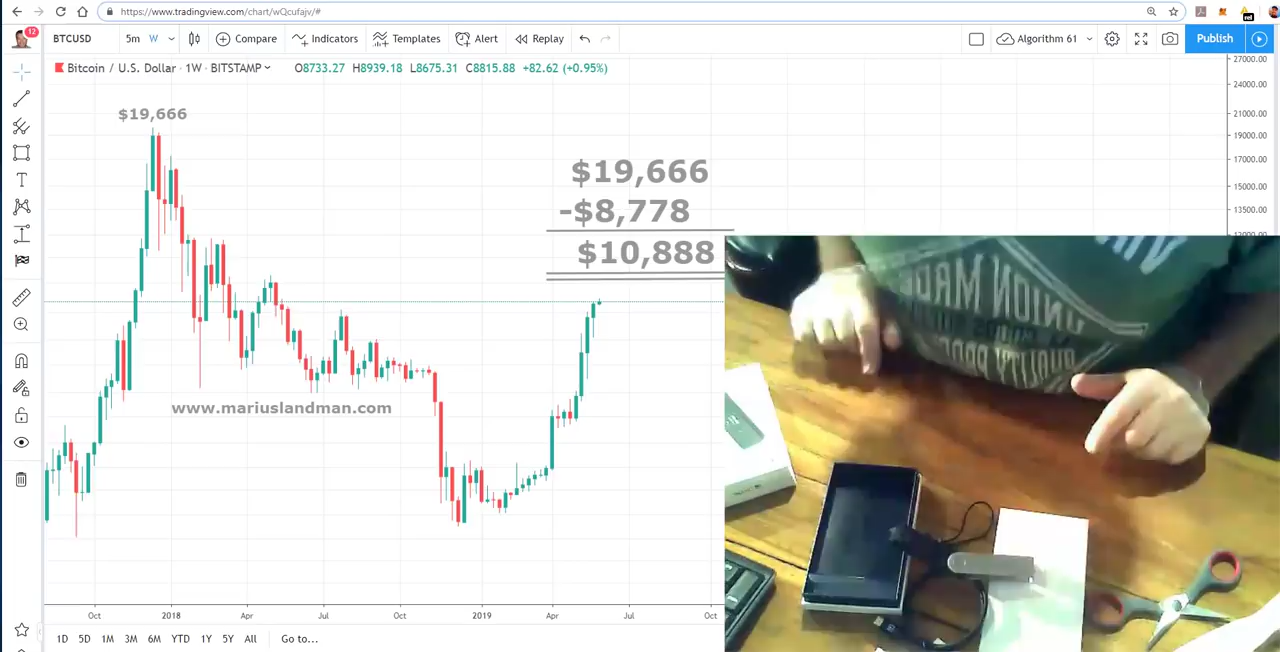 https://www.tradingview.com/chart/wQcufajv/#
12
BTCUSD
5m W
Compare
Indicators
Templates
Alert
Replay
Algorithm 61
Publish
Bitcoin / U.S. Dollar · 1W · BITSTAMP
O8733.27 H8939.18 L8675.31 C8815.88 +82.62 (+0.95%)
27000.00
24000.00
21000.00
19000.00
17000.00
15000.00
13500.00
$19,666
$19,666
-$8,778
$10,888
www.mariuslandman.com
UNION MADE
Oct 2018 Apr Jul Oct 2019 Apr Jul Oct
1D 5D 1M 3M 6M YTD 1Y 5Y All Go to...